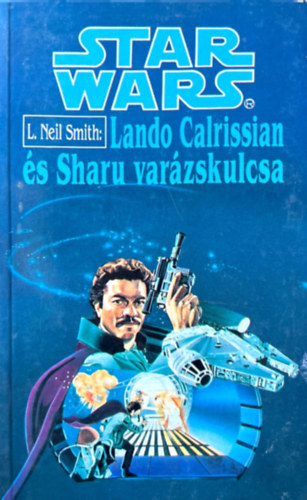 STAR
WARS®
L. Neil Smith: Lando Calrissian
és Sharu varázskulcsa